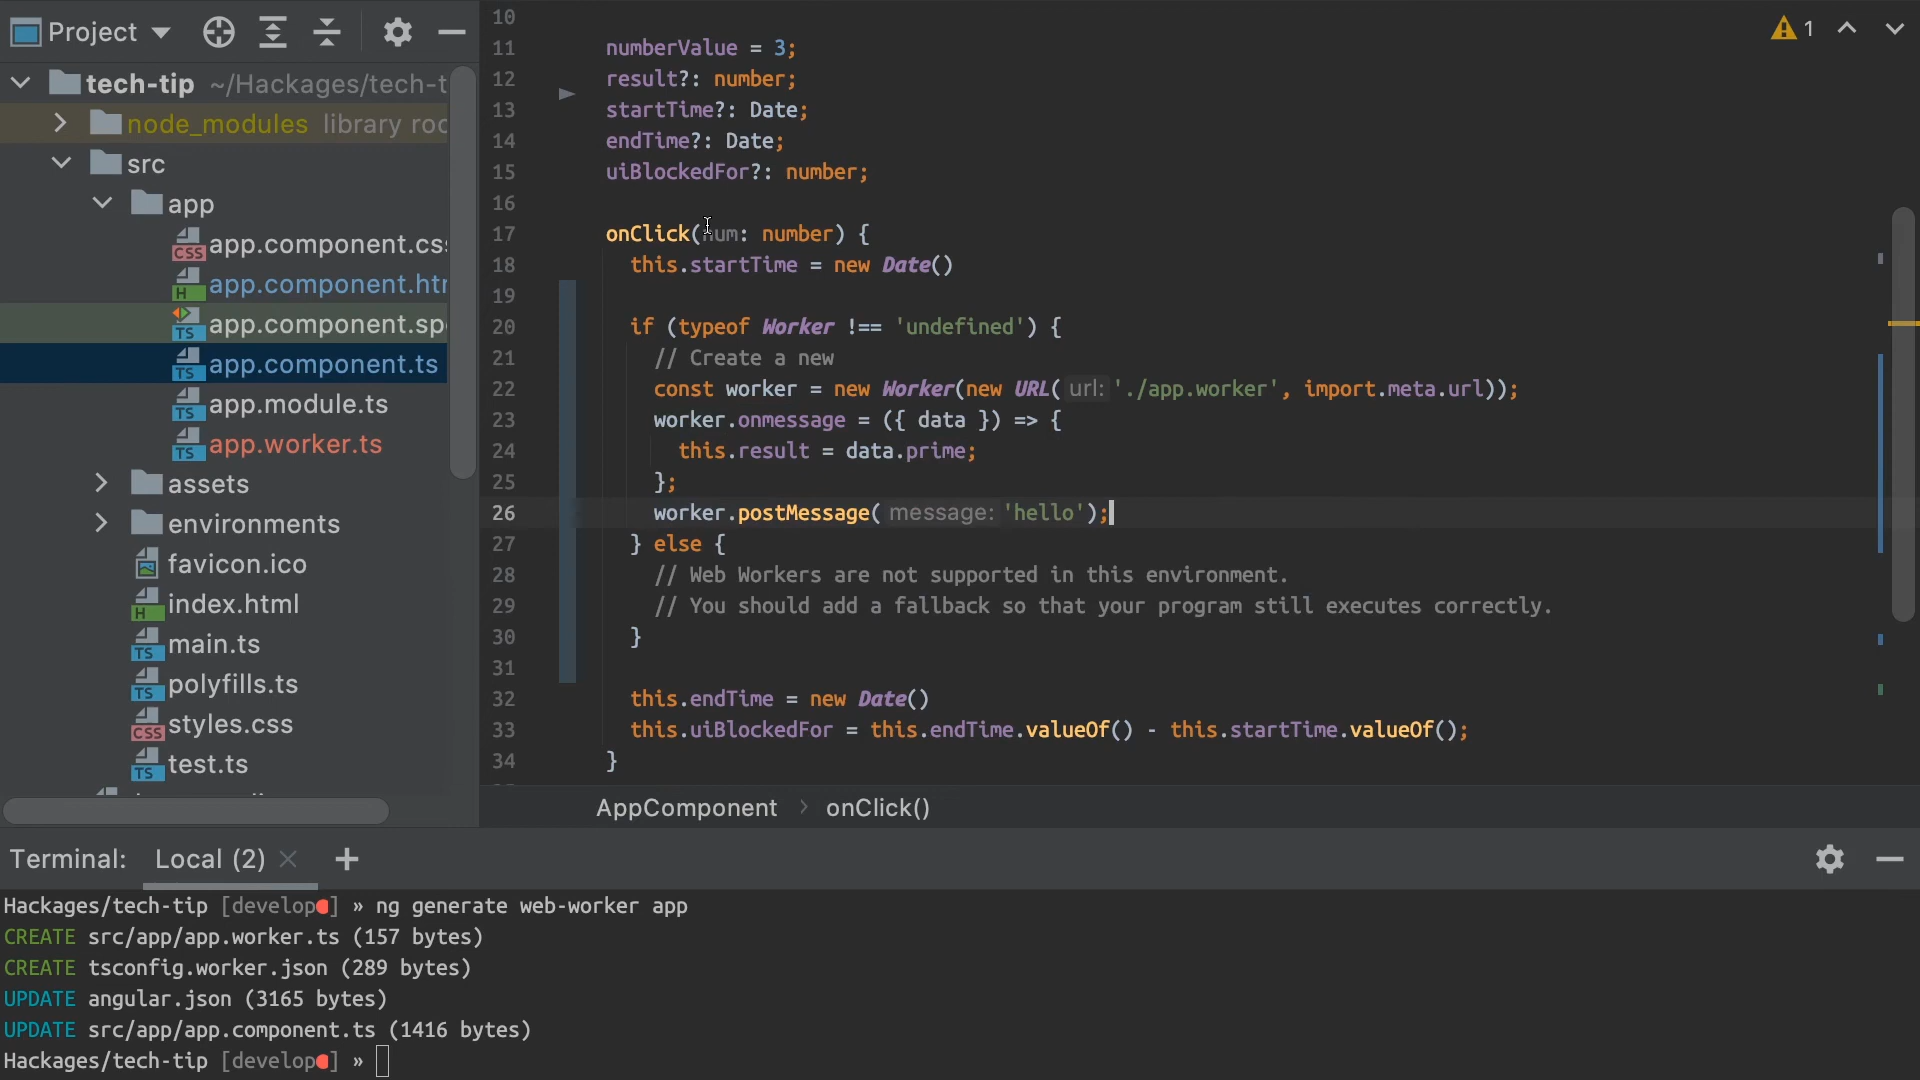 Project
tech-tip ~/Hackages/tech-t
node_modules library roo
src
app
app.component.cs
app.component.htm
app.component.spe
app.component.ts
app.module.ts
app.worker.ts
assets
environments
favicon.ico
index.html
main.ts
polyfills.ts
styles.css
test.ts
1
10
11 numberValue = 3;
12 result?: number;
13 startTime?: Date;
14 endTime?: Date;
15 uiBlockedFor?: number;
16
17 onClick(num: number) {
18 this.startTime = new Date()
19
20 if (typeof Worker !== 'undefined') {
21 // Create a new
22 const worker = new Worker(new URL( url: './app.worker', import.meta.url));
23 worker.onmessage = ({ data }) => {
24 this.result = data.prime;
25 };
26 worker.postMessage( message: 'hello');
27 } else {
28 // Web Workers are not supported in this environment.
29 // You should add a fallback so that your program still executes correctly.
30 }
31
32 this.endTime = new Date()
33 this.uiBlockedFor = this.endTime.valueOf() - this.startTime.valueOf();
34 }
AppComponent > onClick()
Terminal: Local (2) × +
Hackages/tech-tip [develop●] » ng generate web-worker app
CREATE src/app/app.worker.ts (157 bytes)
CREATE tsconfig.worker.json (289 bytes)
UPDATE angular.json (3165 bytes)
UPDATE src/app/app.component.ts (1416 bytes)
Hackages/tech-tip [develop●] »